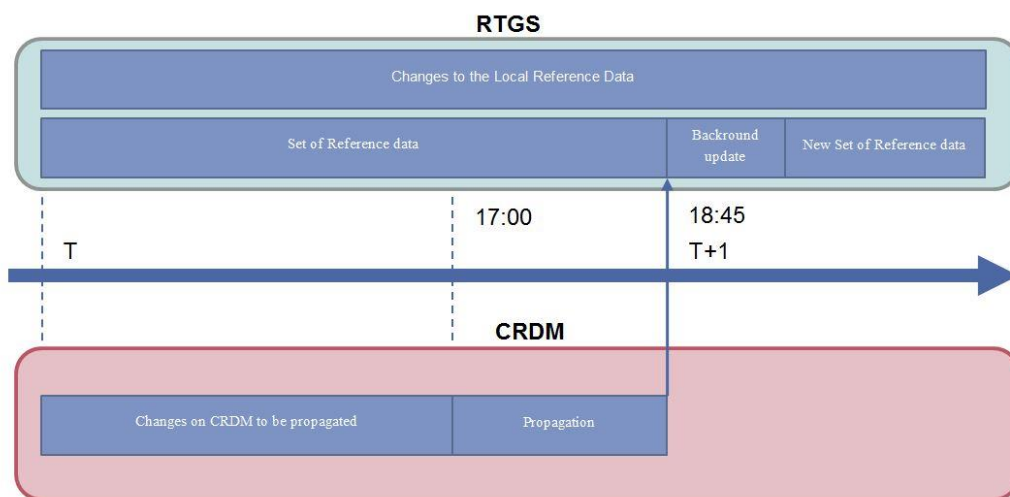 RTGS
Changes to the Local Reference Data
Set of Reference data
Backround
update
New Set of Reference data
17:00
18:45
T
T+1
CRDM
Changes on CRDM to be propagated
Propagation